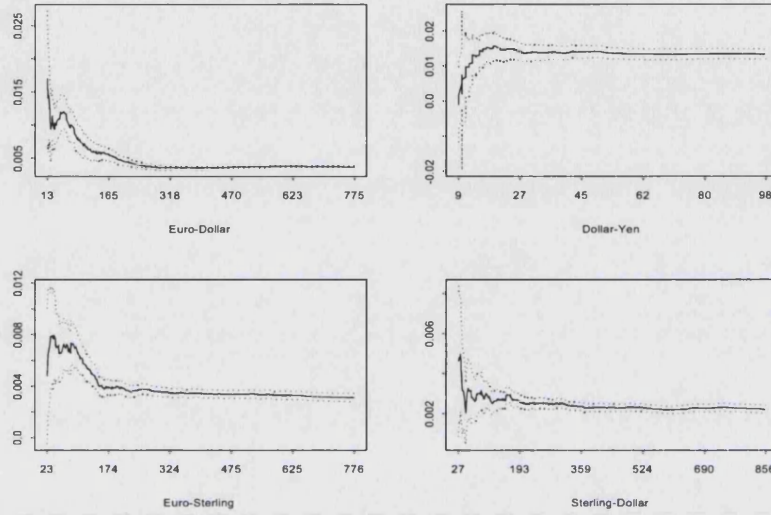 0.025
0.015
0.005
13 165 318 470 623 775
Euro-Dollar
0.02
0.01
0.0
0.02
9 27 45 62 80 98
Dollar-Yen
0.012
0.008
0.004
0.0
23 174 324 475 625 776
Euro-Sterling
0.006
0.002
27 193 359 524 690 856
Sterling-Dollar